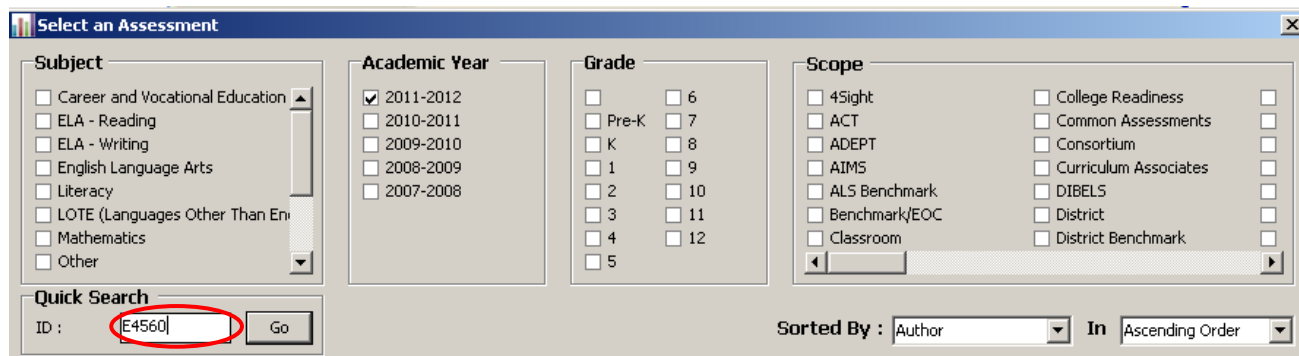 Select an Assessment
Subject
Career and Vocational Education
ELA - Reading
ELA - Writing
English Language Arts
Literacy
LOTE (Languages Other Than En
Mathematics
Other
Academic Year
2011-2012
2010-2011
2009-2010
2008-2009
2007-2008
Grade
Pre-K
K
1
2
3
4
5
6
7
8
9
10
11
12
Scope
4Sight
ACT
ADEPT
AIMS
ALS Benchmark
Benchmark/EOC
Classroom
College Readiness
Common Assessments
Consortium
Curriculum Associates
DIBELS
District
District Benchmark
Quick Search
ID : E4560 Go
Sorted By : Author In Ascending Order